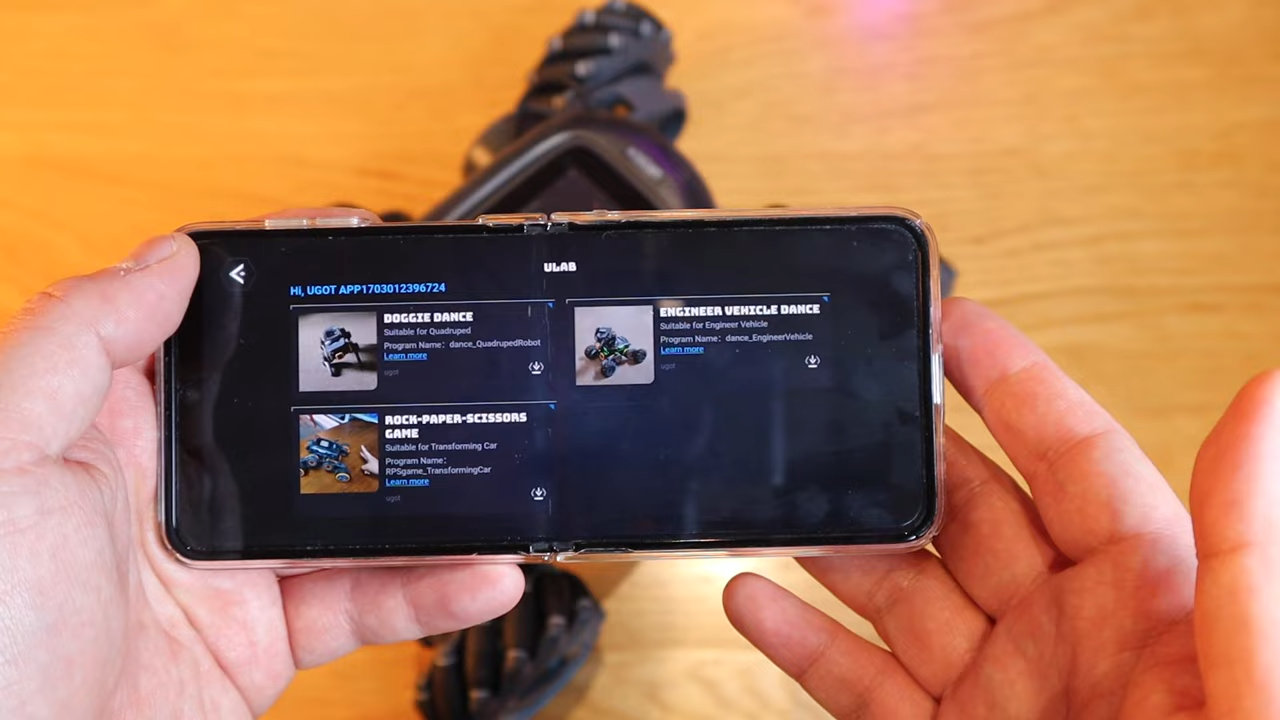 ULAB
Hi, UGOT APP1703012396724
DOGGIE DANCE
Suitable for Quadruped
Program Name: dance_QuadrupedRobot
Learn more
ugot
ENGINEER VEHICLE DANCE
Suitable for Engineer Vehicle
Program Name: dance_EngineerVehicle
Learn more
ugot
ROCK-PAPER-SCISSORS
GAME
Suitable for Transforming Car
Program Name:
RPSgame_TransformingCar
Learn more
ugot